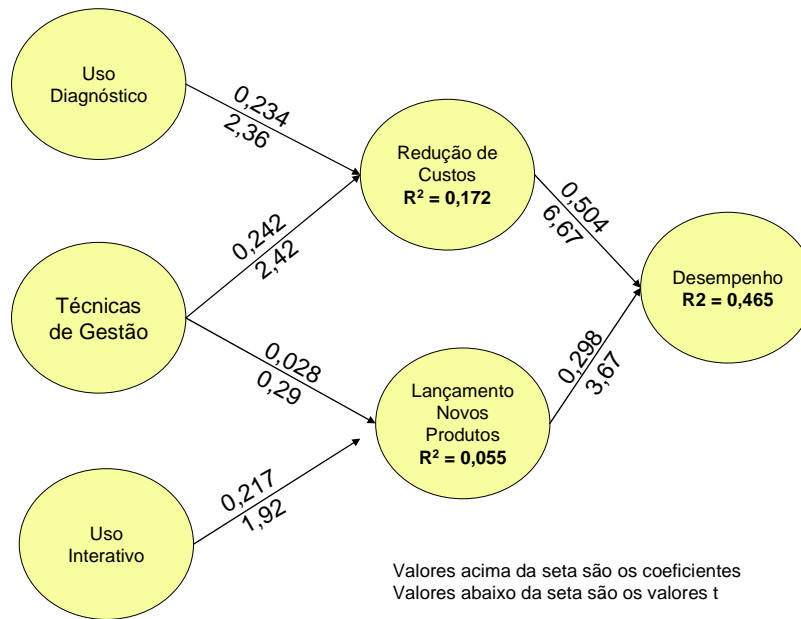 Uso
Diagnóstico
0,234
2,36
Redução de
Custos
R² = 0,172
0,242
2,42
0,504
6,67
Desempenho
R2 = 0,465
Técnicas
de Gestão
0,028
0,29
0,298
3,67
Lançamento
Novos
Produtos
R² = 0,055
0,217
1,92
Uso
Interativo
Valores acima da seta são os coeficientes
Valores abaixo da seta são os valores t